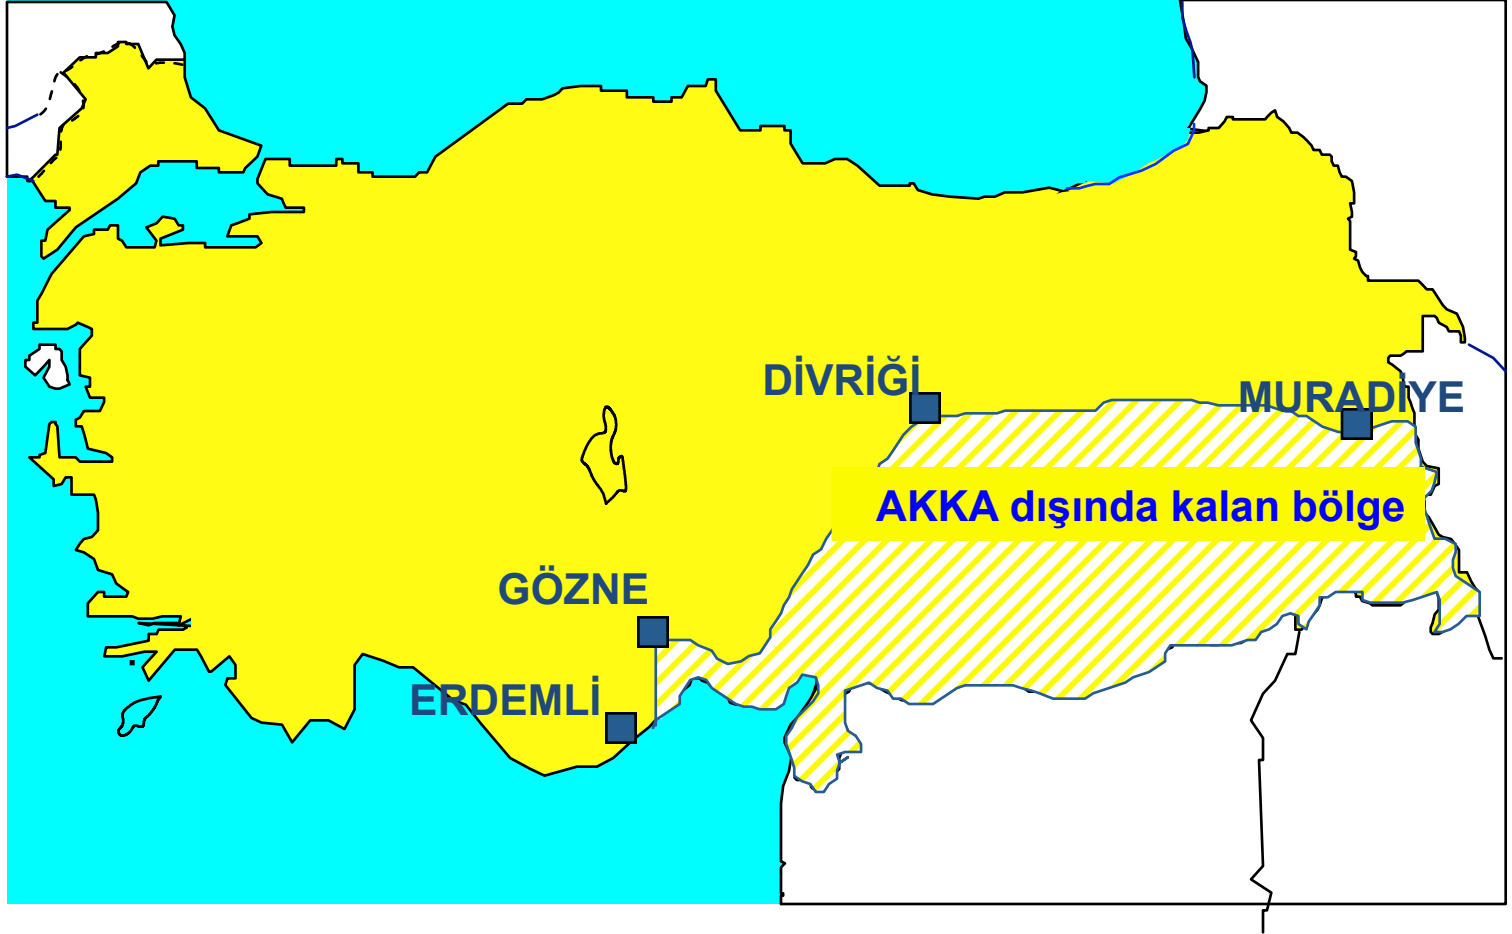 DİVRİĞİ
MURADİYE
AKKA dışında kalan bölge
GÖZNE
ERDEMLİ